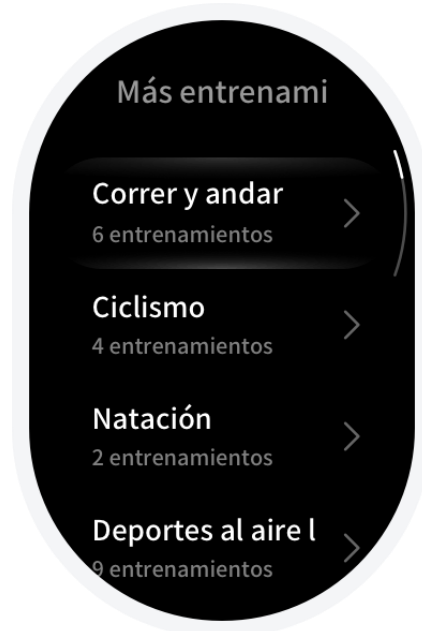 Más entrenami
Correr y andar
6 entrenamientos
Ciclismo
4 entrenamientos
Natación
2 entrenamientos
Deportes al aire l
9 entrenamientos